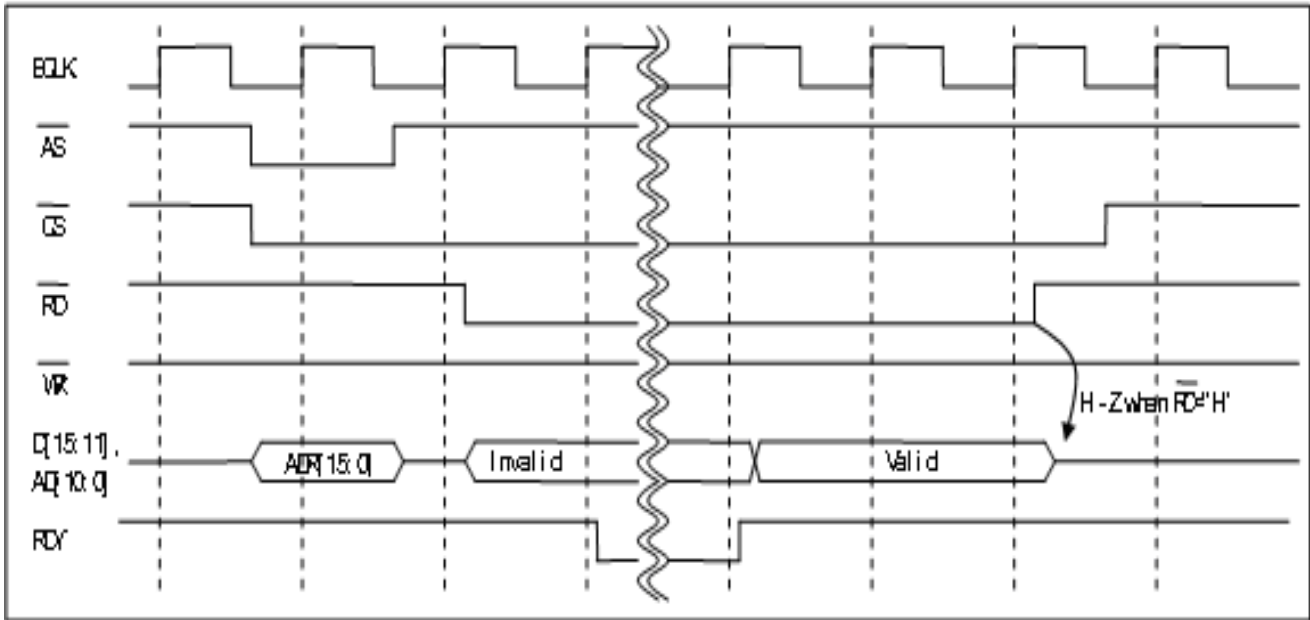 BCLK
AS
CS
RD
WR
H-Z when RD="H"
D[15:11],
AD[10:0]
ADR[15:0]
Invalid
Valid
RDY